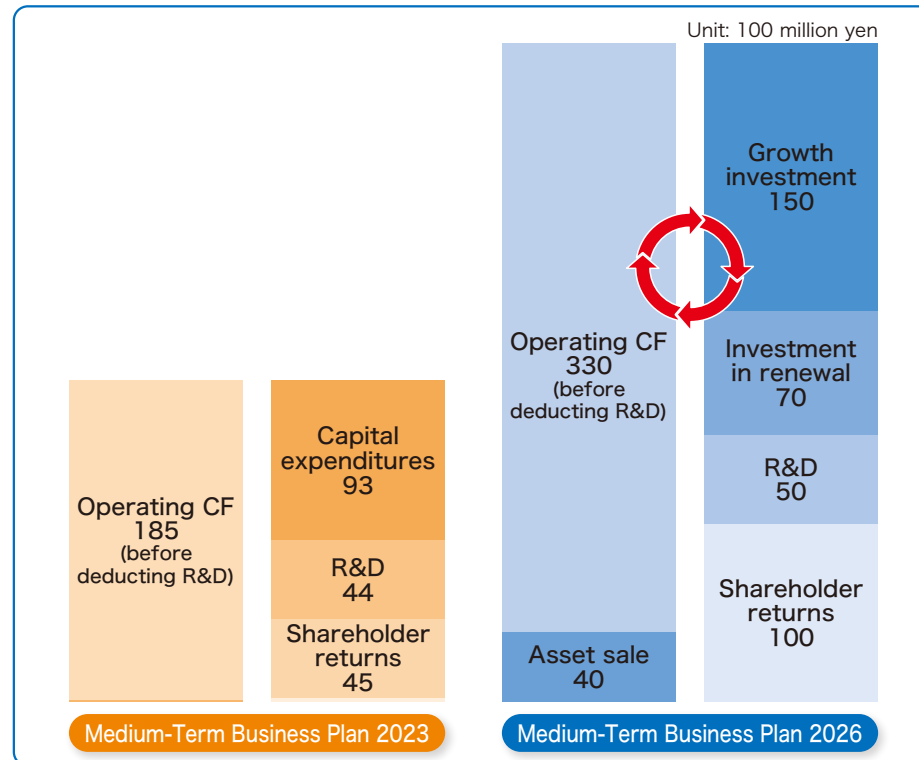 Unit: 100 million yen
Operating CF
185
(before
deducting R&D)
Capital
expenditures
93
R&D
44
Shareholder
returns
45
Medium-Term Business Plan 2023
Operating CF
330
(before
deducting R&D)
Asset sale
40
Growth
investment
150
Investment
in renewal
70
R&D
50
Shareholder
returns
100
Medium-Term Business Plan 2026